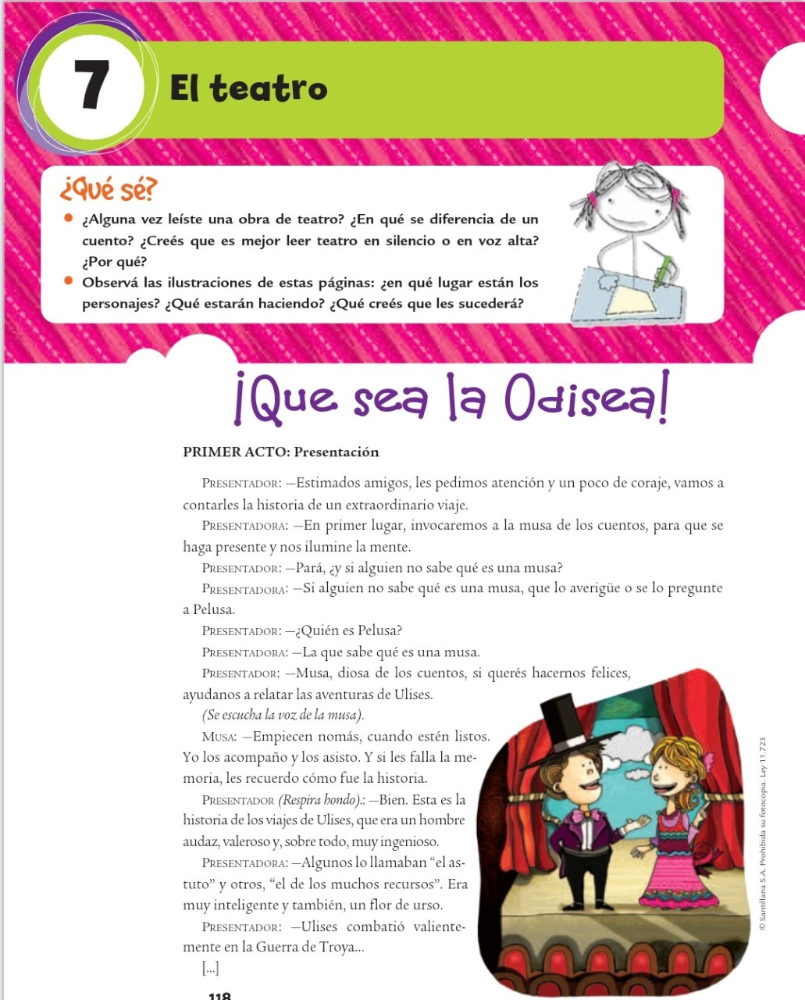 7
El teatro
¿Qué sé?
• ¿Alguna vez leíste una obra de teatro? ¿En qué se diferencia de un
cuento? ¿Creés que es mejor leer teatro en silencio o en voz alta?
¿Por qué?
• Observá las ilustraciones de estas páginas: ¿en qué lugar están los
personajes? ¿Qué estarán haciendo? ¿Qué creés que les sucederá?
¡Que sea la Odisea!
PRIMER ACTO: Presentación
PRESENTADOR: —Estimados amigos, les pedimos atención y un poco de coraje, vamos a
contarles la historia de un extraordinario viaje.
PRESENTADORA: —En primer lugar, invocaremos a la musa de los cuentos, para que se
haga presente y nos ilumine la mente.
PRESENTADOR: —Pará, ¿y si alguien no sabe qué es una musa?
PRESENTADORA: —Si alguien no sabe qué es una musa, que lo averigüe o se lo pregunte
a Pelusa.
PRESENTADOR: —¿Quién es Pelusa?
PRESENTADORA: —La que sabe qué es una musa.
PRESENTADOR: —Musa, diosa de los cuentos, si querés hacernos felices,
ayudanos a relatar las aventuras de Ulises.
(Se escucha la voz de la musa).
MUSA: —Empiecen nomás, cuando estén listos.
Yo los acompaño y los asisto. Y si les falla la me-
moria, les recuerdo cómo fue la historia.
PRESENTADOR (Respira hondo).: —Bien. Esta es la
historia de los viajes de Ulises, que era un hombre
audaz, valeroso y, sobre todo, muy ingenioso.
PRESENTADORA: —Algunos lo llamaban “el as-
tuto” y otros, “el de los muchos recursos”. Era
muy inteligente y también, un flor de urso.
PRESENTADOR: —Ulises combatió valiente-
mente en la Guerra de Troya...
[...]
118
© Santillana S.A. Prohibida su fotocopia. Ley 11.723